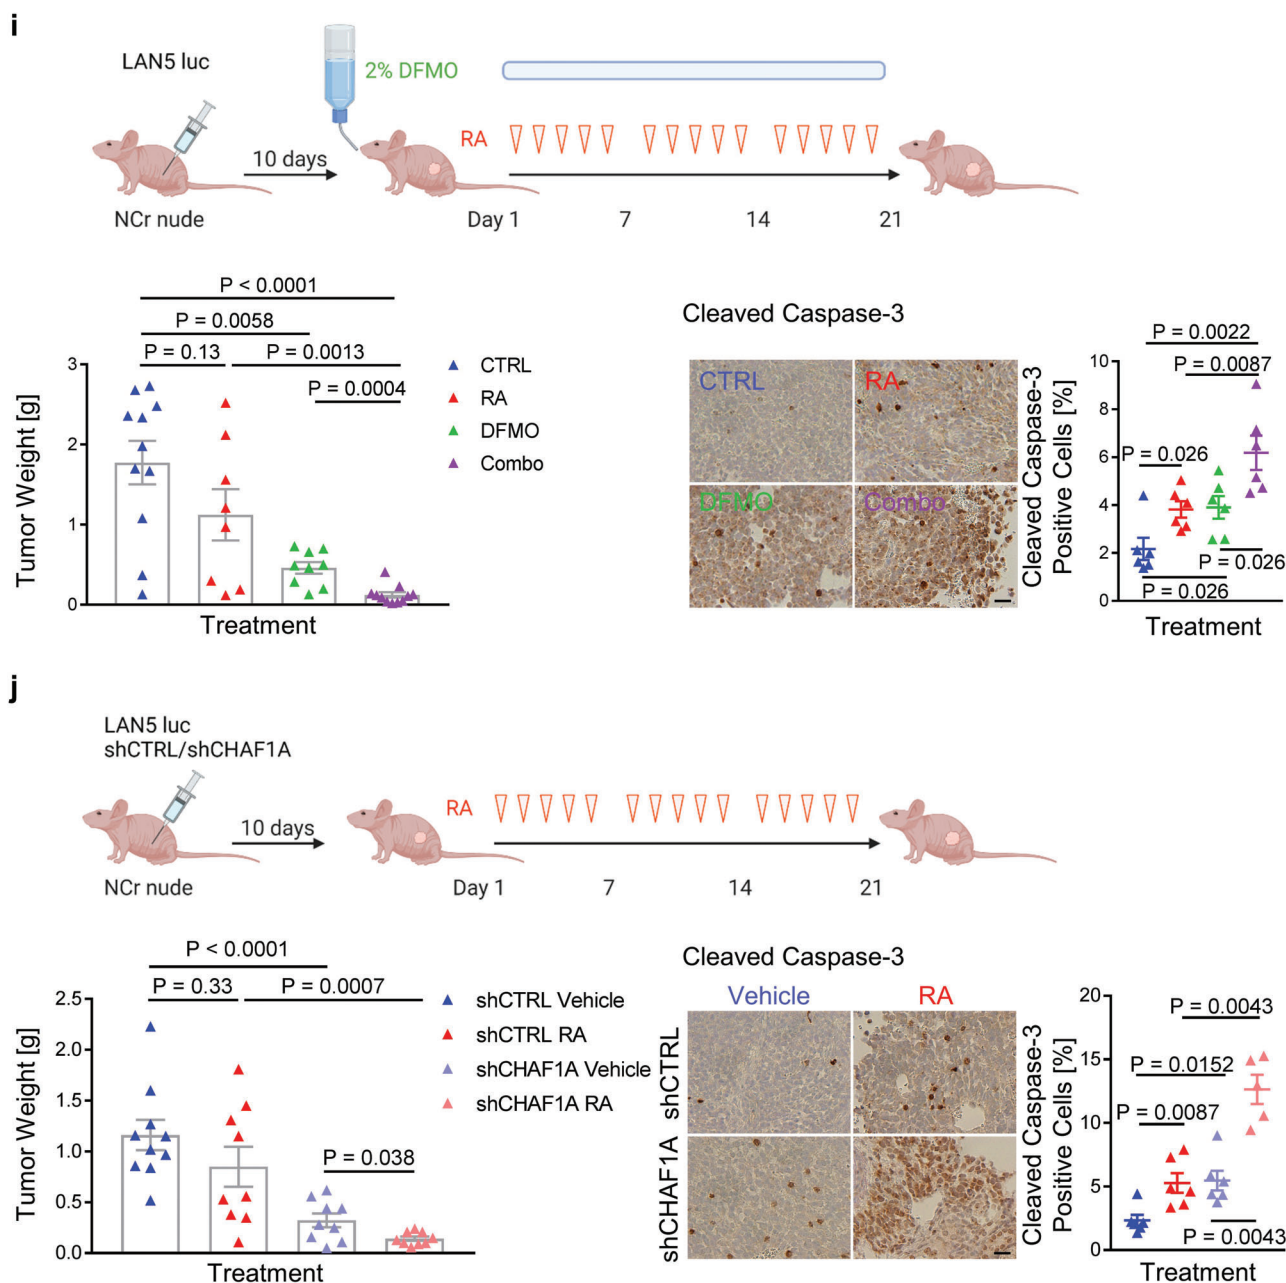 i
LAN5 luc
2% DFMO
RA
10 days
NCr nude
Day 1
7
14
21
P < 0.0001
P = 0.0058
P = 0.13
P = 0.0013
P = 0.0004
Tumor Weight [g]
3
2
1
0
Treatment
CTRL
RA
DFMO
Combo
Cleaved Caspase-3
CTRL
RA
DFMO
Combo
Cleaved Caspase-3
Positive Cells [%]
P = 0.0022
P = 0.0087
P = 0.026
P = 0.026
P = 0.026
10
8
6
4
2
0
Treatment
j
LAN5 luc
shCTRL/shCHAF1A
RA
10 days
NCr nude
Day 1
7
14
21
P < 0.0001
P = 0.33
P = 0.0007
P = 0.038
Tumor Weight [g]
2.5
2.0
1.5
1.0
0.5
0.0
Treatment
shCTRL Vehicle
shCTRL RA
shCHAF1A Vehicle
shCHAF1A RA
Cleaved Caspase-3
Vehicle
RA
shCTRL
shCHAF1A
Cleaved Caspase-3
Positive Cells [%]
P = 0.0043
P = 0.0152
P = 0.0087
P = 0.0043
20
15
10
5
0
Treatment